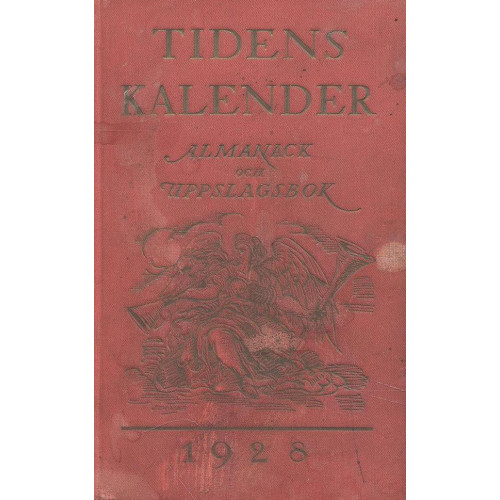 TIDENS
KALENDER
ALMANACK
OCH
UPPSLAGSBOK
1928